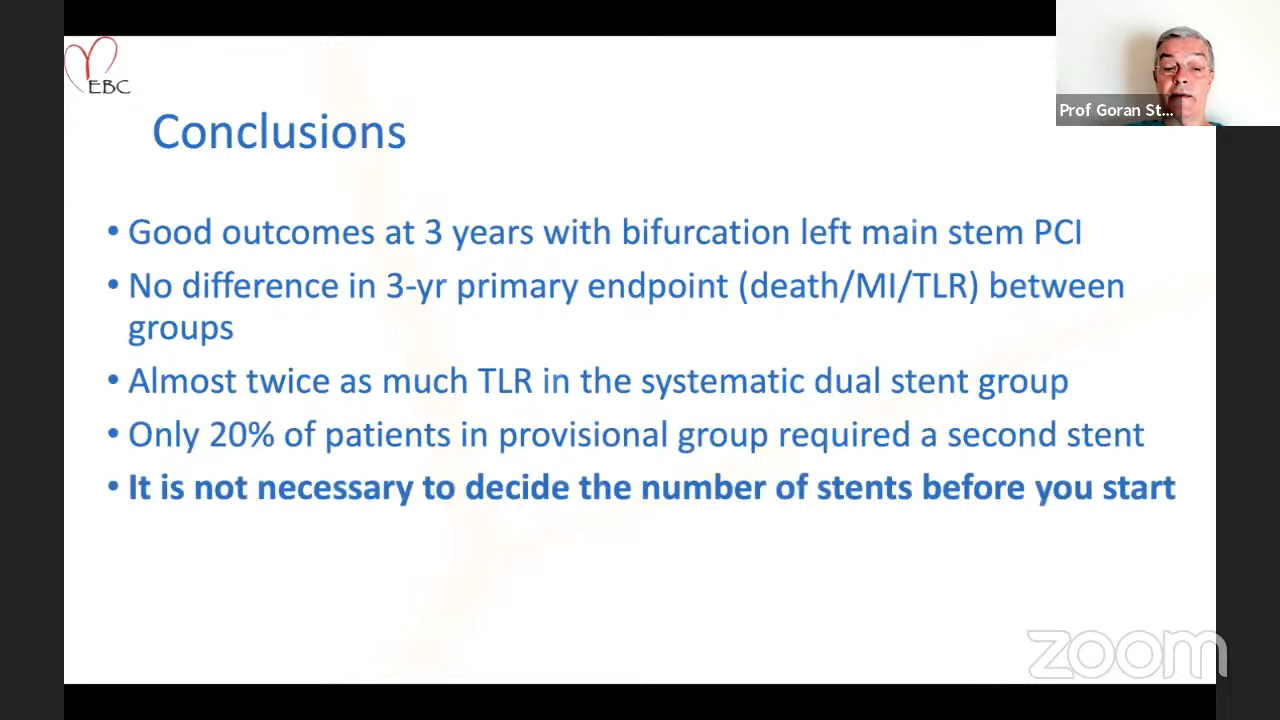 EBC
Prof Goran St...
Conclusions
• Good outcomes at 3 years with bifurcation left main stem PCI
• No difference in 3-yr primary endpoint (death/MI/TLR) between
groups
• Almost twice as much TLR in the systematic dual stent group
• Only 20% of patients in provisional group required a second stent
• It is not necessary to decide the number of stents before you start
zoom